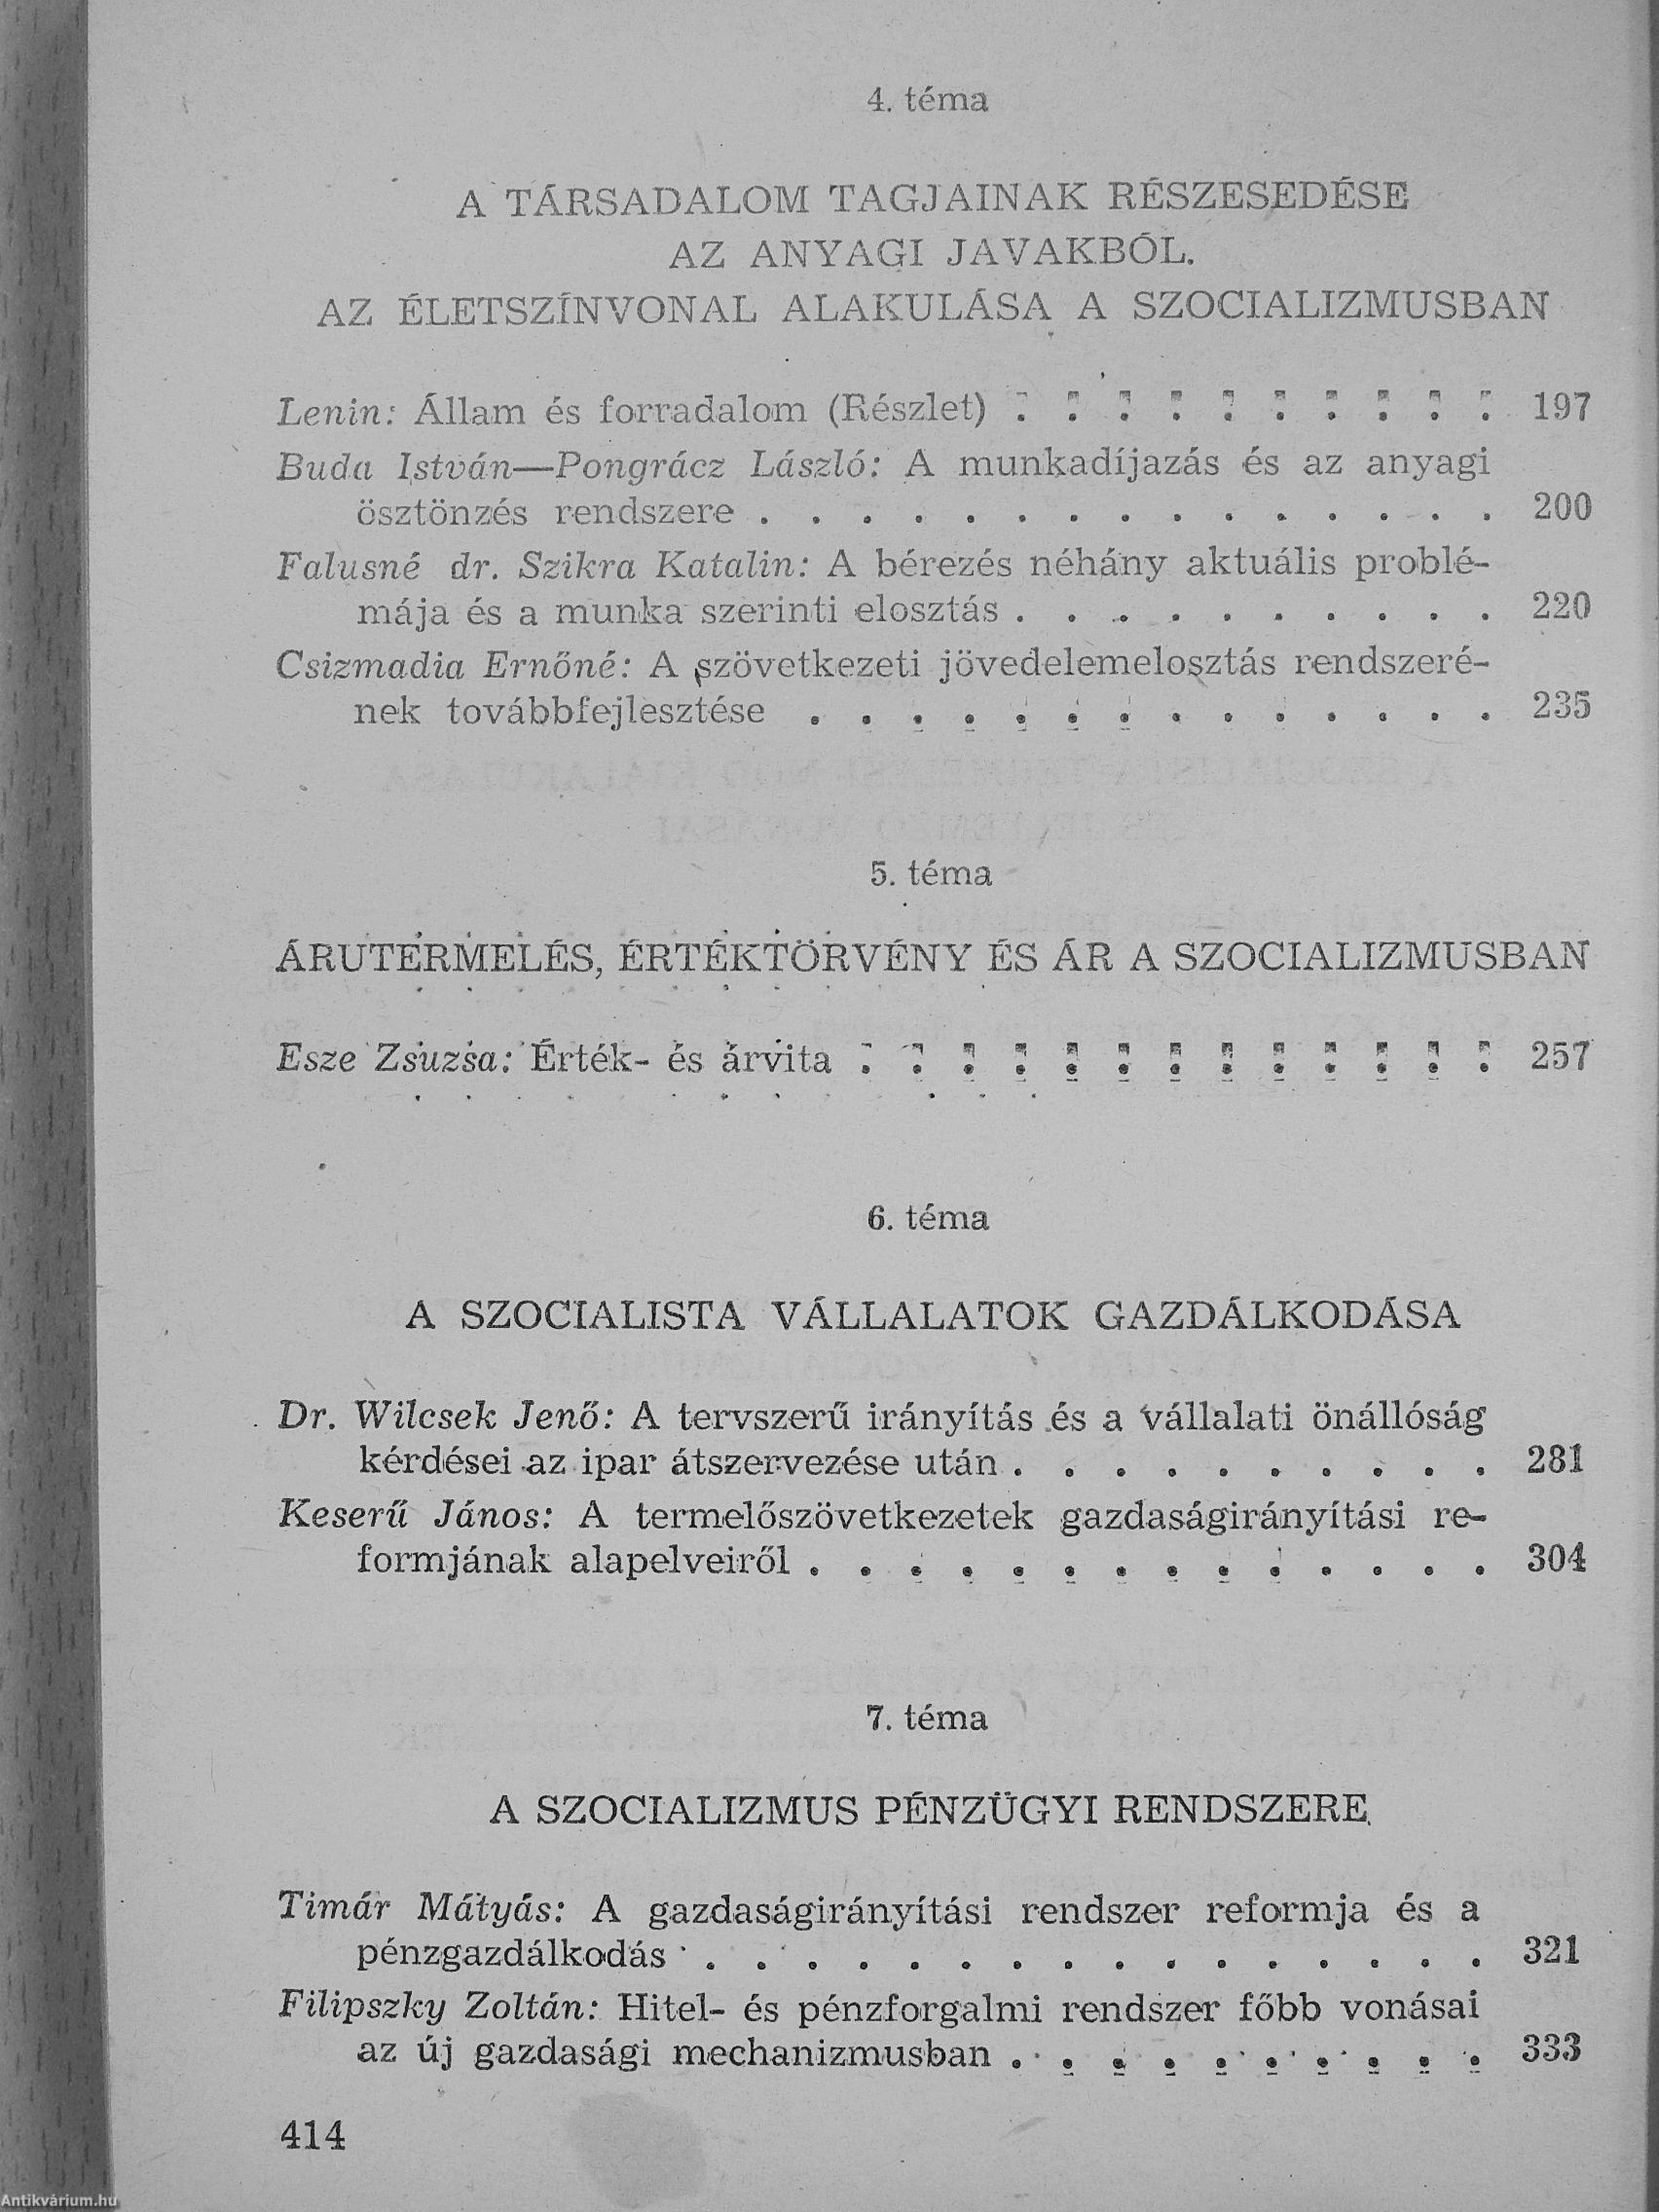 4. téma
A TÁRSADALOM TAGJAINAK RÉSZESEDÉSE
AZ ANYAGI JAVAKBÓL.
AZ ÉLETSZÍNVONAL ALAKULÁSA A SZOCIALIZMUSBAN
Lenin: Állam és forradalom (Részlet) . . . . . . . . . . 197
Buda István—Pongrácz László: A munkadíjazás és az anyagi
ösztönzés rendszere . . . . . . . . . . . . . . . 200
Falusné dr. Szikra Katalin: A bérezés néhány aktuális problé-
mája és a munka szerinti elosztás . . . . . . . . . . 220
Csizmadia Ernőné: A szövetkezeti jövedelemelosztás rendszeré-
nek továbbfejlesztése . . . . . . . . . . . . . . 235
5. téma
ÁRUTERMELÉS, ÉRTÉKTÖRVÉNY ÉS ÁR A SZOCIALIZMUSBAN
Esze Zsuzsa: Érték- és árvita . . . . . . . . . . . . . 257
6. téma
A SZOCIALISTA VÁLLALATOK GAZDÁLKODÁSA
Dr. Wilcsek Jenő: A tervszerű irányítás és a vállalati önállóság
kérdései az ipar átszervezése után . . . . . . . . . . 281
Keserű János: A termelőszövetkezetek gazdaságirányítási re-
formjának alapelveiről . . . . . . . . . . . . . . 304
7. téma
A SZOCIALIZMUS PÉNZÜGYI RENDSZERE
Timár Mátyás: A gazdaságirányítási rendszer reformja és a
pénzgazdálkodás . . . . . . . . . . . . . . . . 321
Filipszky Zoltán: Hitel- és pénzforgalmi rendszer főbb vonásai
az új gazdasági mechanizmusban . . . . . . . . . . 333
414
Antikvárium.hu